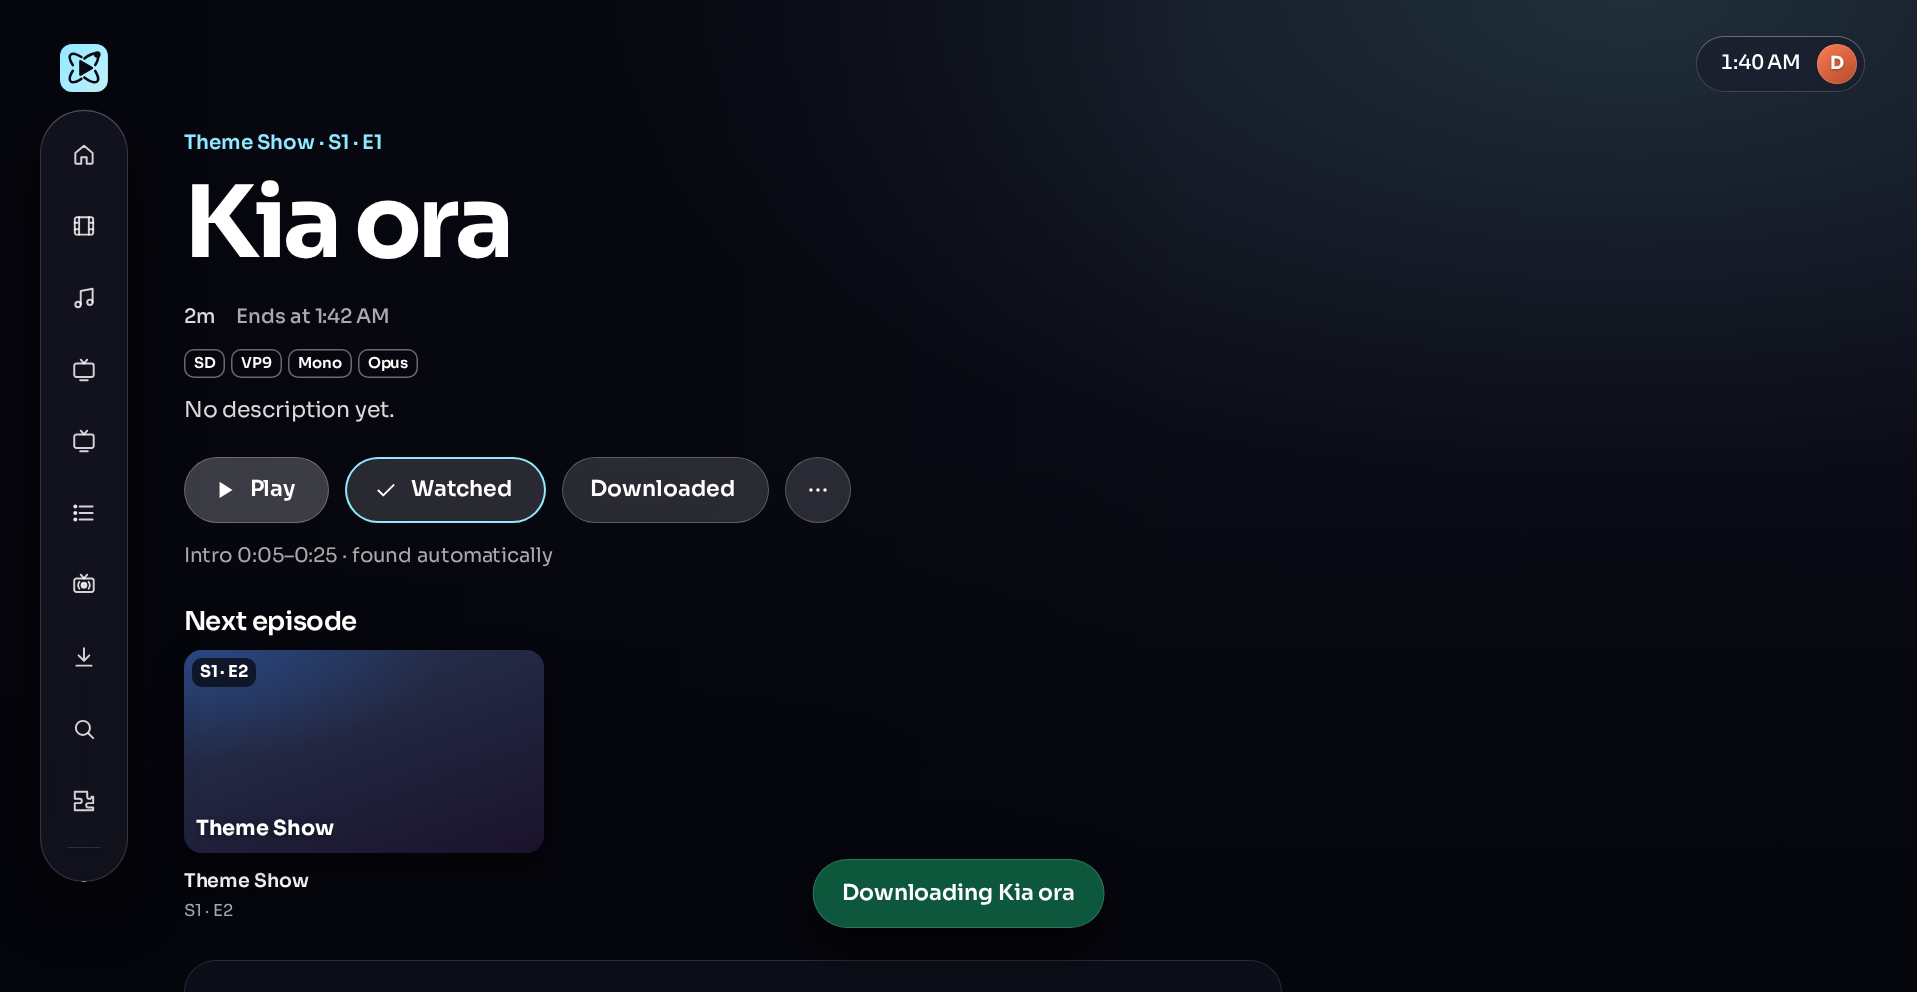 1:40 AM
D
Theme Show · S1 · E1
Kia ora
2m Ends at 1:42 AM
SD VP9 Mono Opus
No description yet.
Play Watched Downloaded
Intro 0:05–0:25 · found automatically
Next episode
S1 · E2
Theme Show
Theme Show
S1 · E2
Downloading Kia ora